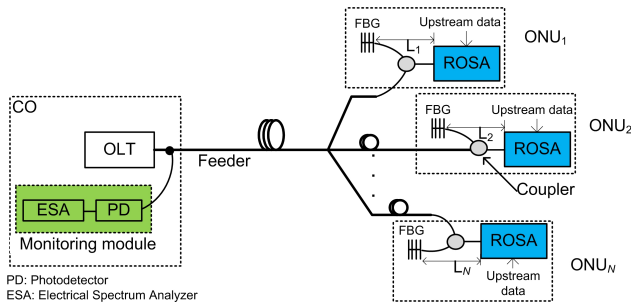 FBG
L1
Upstream data
ROSA
ONU1
CO
OLT
Feeder
ESA
PD
Monitoring module
FBG
L2
Upstream data
ROSA
ONU2
Coupler
FBG
LN
ROSA
Upstream
data
ONUN
PD: Photodetector
ESA: Electrical Spectrum Analyzer